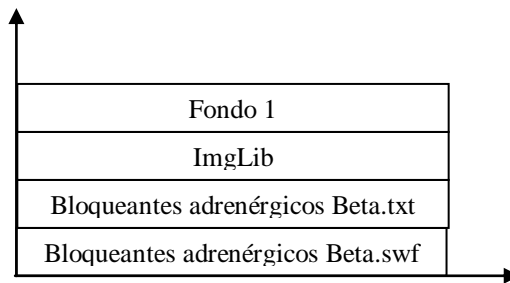 Fondo 1
ImgLib
Bloqueantes adrenérgicos Beta.txt
Bloqueantes adrenérgicos Beta.swf